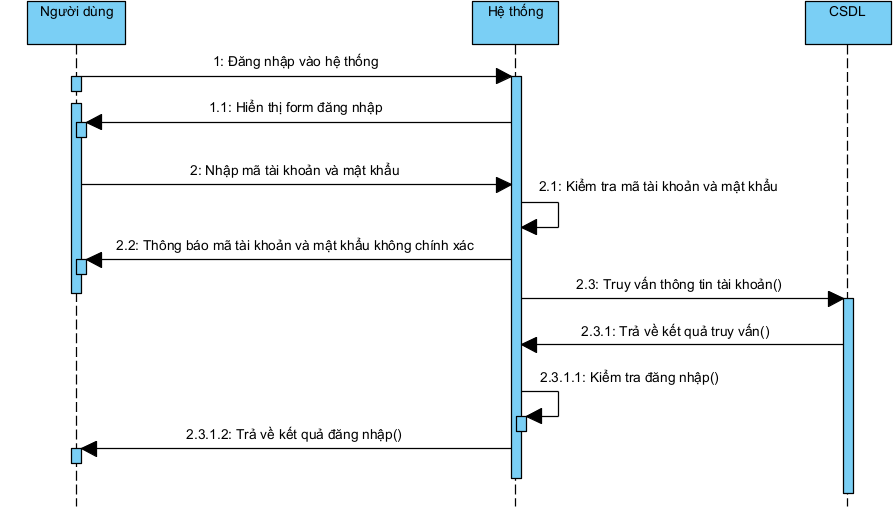 Người dùng
Hệ thống
CSDL
1: Đăng nhập vào hệ thống
1.1: Hiển thị form đăng nhập
2: Nhập mã tài khoản và mật khẩu
2.1: Kiểm tra mã tài khoản và mật khẩu
2.2: Thông báo mã tài khoản và mật khẩu không chính xác
2.3: Truy vấn thông tin tài khoản()
2.3.1: Trả về kết quả truy vấn()
2.3.1.1: Kiểm tra đăng nhập()
2.3.1.2: Trả về kết quả đăng nhập()